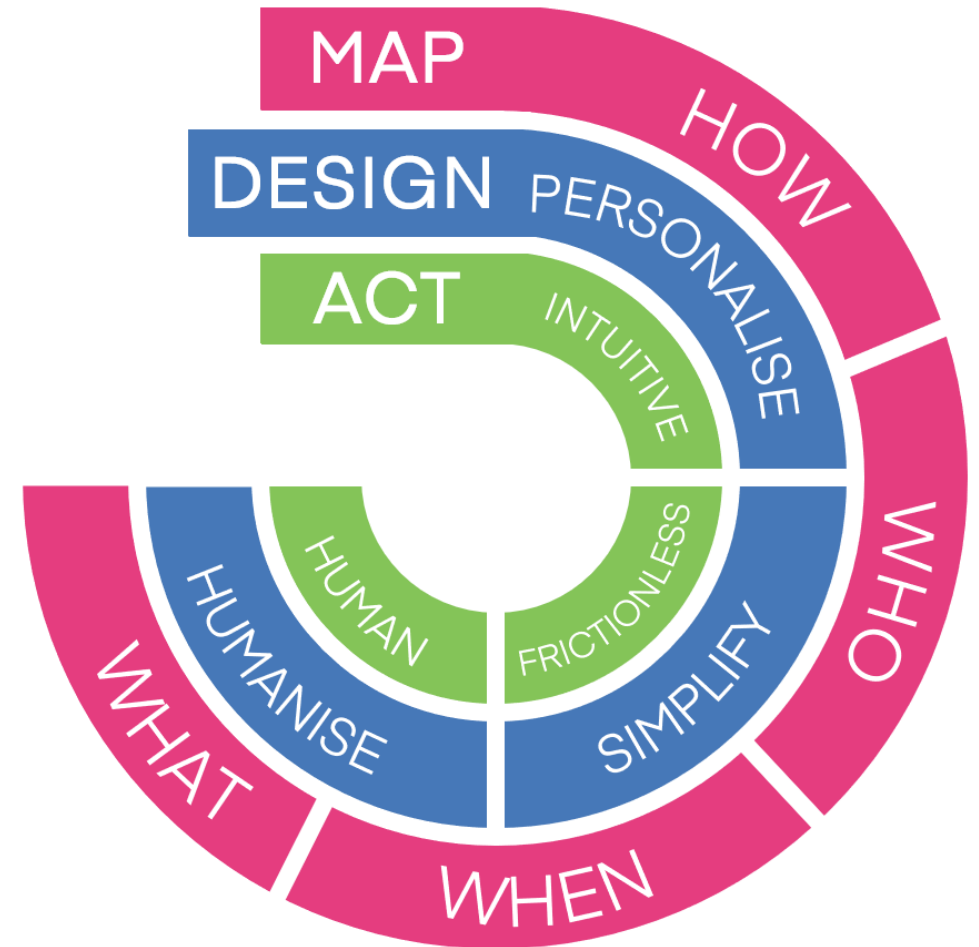 MAP
HOW
WHO
WHEN
WHAT
DESIGN
PERSONALISE
SIMPLIFY
HUMANISE
ACT
INTUITIVE
FRICTIONLESS
HUMAN